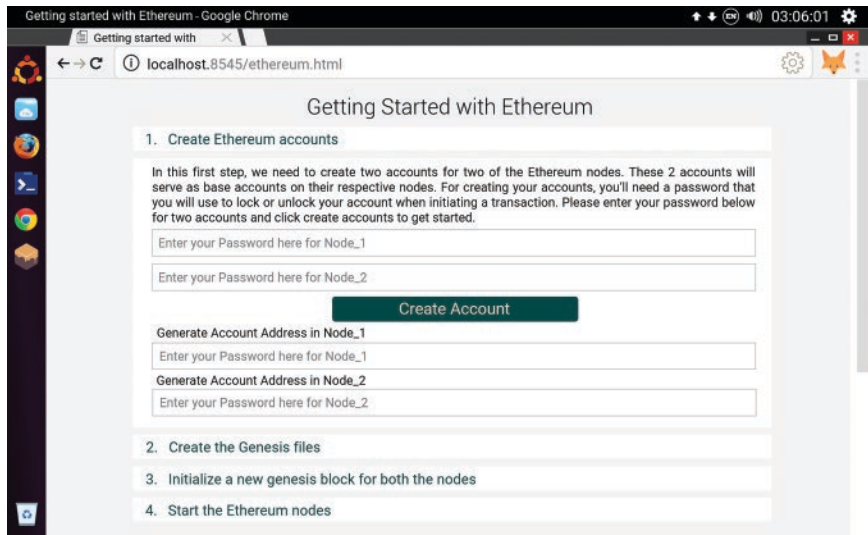 Getting started with Ethereum - Google Chrome
EN
03:06:01
Getting started with
localhost.8545/ethereum.html
Getting Started with Ethereum
1. Create Ethereum accounts
In this first step, we need to create two accounts for two of the Ethereum nodes. These 2 accounts will
serve as base accounts on their respective nodes. For creating your accounts, you'll need a password that
you will use to lock or unlock your account when initiating a transaction. Please enter your password below
for two accounts and click create accounts to get started.
Enter your Password here for Node_1
Enter your Password here for Node_2
Create Account
Generate Account Address in Node_1
Enter your Password here for Node_1
Generate Account Address in Node_2
Enter your Password here for Node_2
2. Create the Genesis files
3. Initialize a new genesis block for both the nodes
4. Start the Ethereum nodes